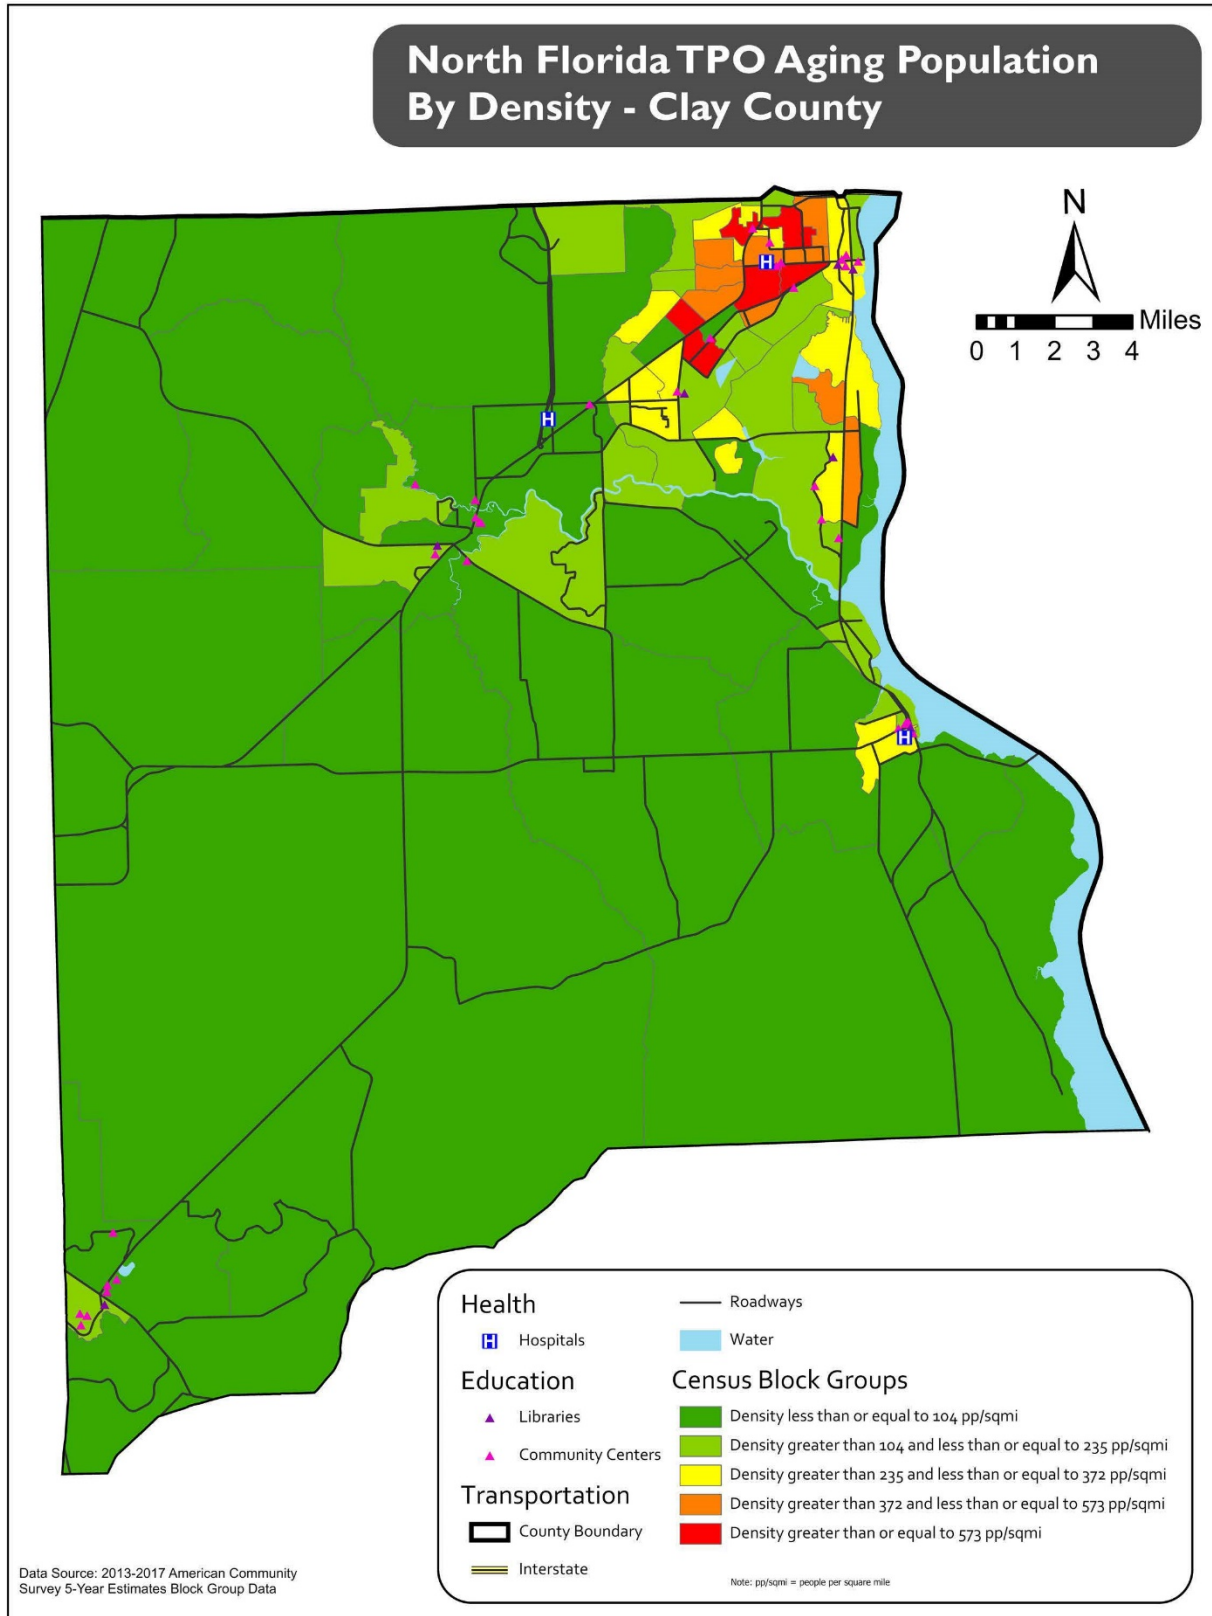 North Florida TPO Aging Population
By Density - Clay County
N
Miles
0 1 2 3 4
H
H
H
Health
H Hospitals
Education
Libraries
Community Centers
Transportation
County Boundary
Interstate
Roadways
Water
Census Block Groups
Density less than or equal to 104 pp/sqmi
Density greater than 104 and less than or equal to 235 pp/sqmi
Density greater than 235 and less than or equal to 372 pp/sqmi
Density greater than 372 and less than or equal to 573 pp/sqmi
Density greater than or equal to 573 pp/sqmi
Note: pp/sqmi = people per square mile
Data Source: 2013-2017 American Community
Survey 5-Year Estimates Block Group Data